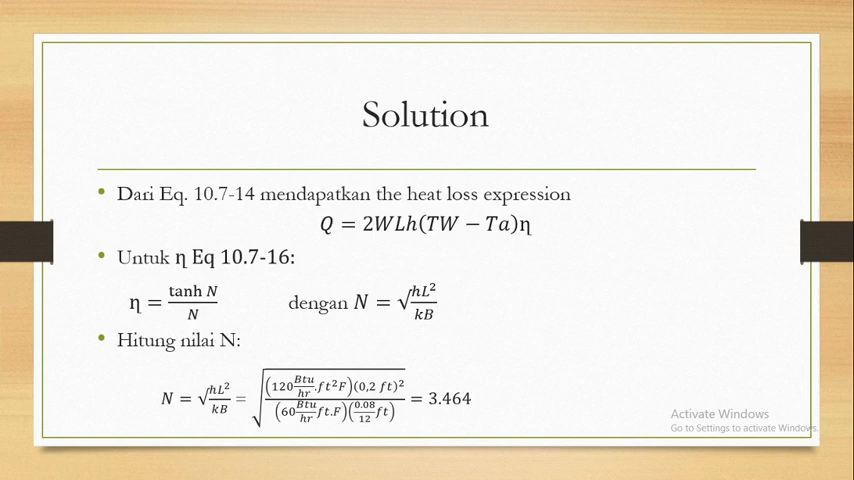 Solution
• Dari Eq. 10.7-14 mendapatkan the heat loss expression
Q = 2WLh(TW − Ta)η
• Untuk η Eq 10.7-16:
η = tanh N / N dengan N = √ hL² / kB
• Hitung nilai N:
N = √ hL² / kB = √ (120 Btu/hr .ft²F)(0,2 ft)² / (60 Btu/hr ft.F)(0.08/12 ft) = 3.464
Activate Windows
Go to Settings to activate Windows.